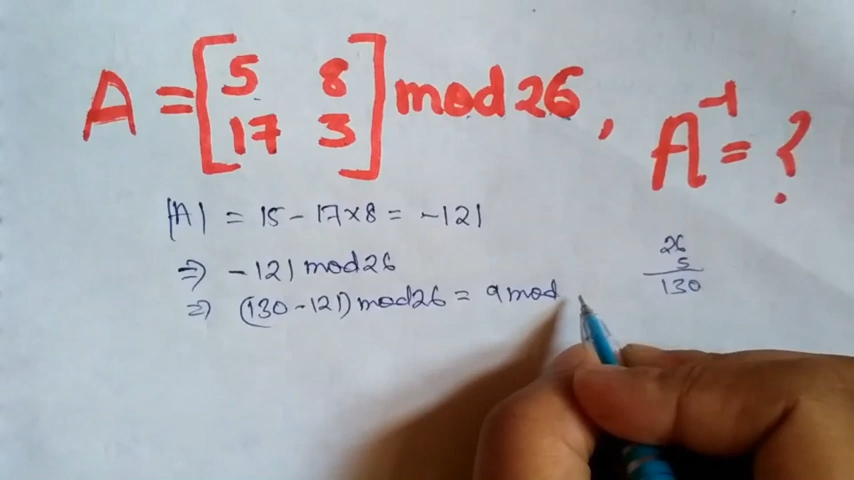 A = [5 8
17 3] mod 26, A⁻¹ = ?
|A| = 15 - 17×8 = -121
⇒ -121 mod 26
⇒ (130 - 121) mod 26 = 9 mod
26
5
130